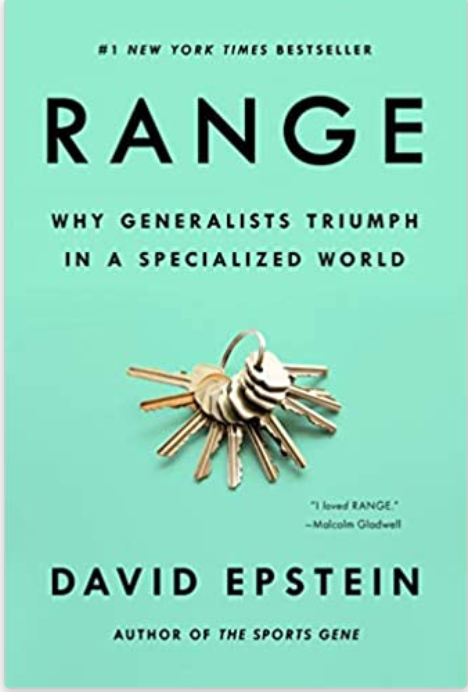 #1 NEW YORK TIMES BESTSELLER
RANGE
WHY GENERALISTS TRIUMPH
IN A SPECIALIZED WORLD
"I loved RANGE."
—Malcolm Gladwell
DAVID EPSTEIN
AUTHOR OF THE SPORTS GENE